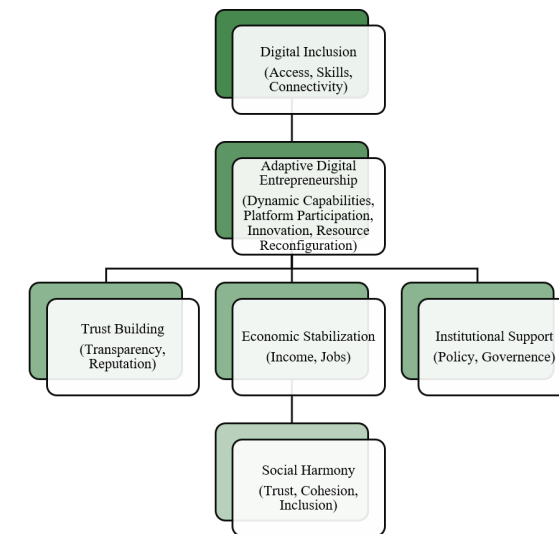 Digital Inclusion
(Access, Skills,
Connectivity)
Adaptive Digital
Entrepreneurship
(Dynamic Capabilities,
Platform Participation,
Innovation, Resource
Reconfiguration)
Trust Building
(Transparency,
Reputation)
Economic Stabilization
(Income, Jobs)
Institutional Support
(Policy, Governence)
Social Harmony
(Trust, Cohesion,
Inclusion)